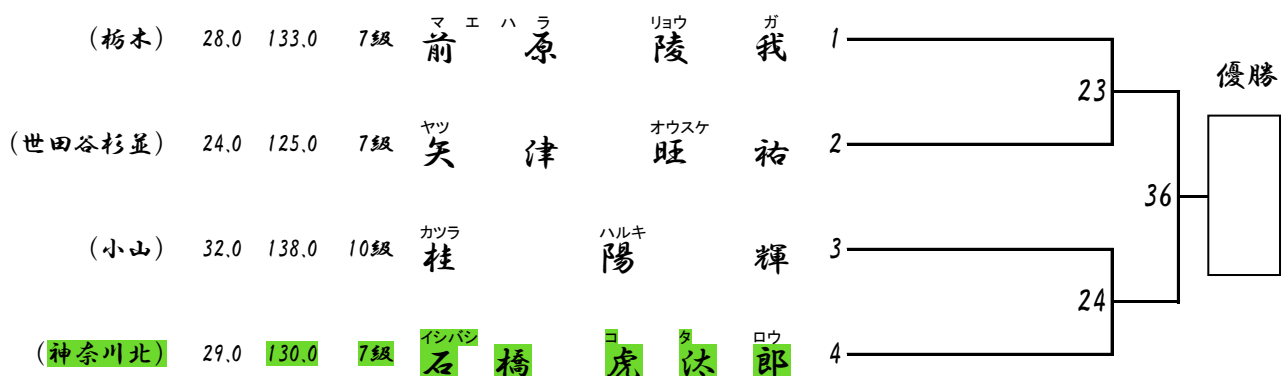 マエハラ リョウ ガ
(栃木) 28.0 133.0 7級 前原 陵我 1
23
優勝
ヤツ オウスケ
(世田谷杉並) 24.0 125.0 7級 矢津 旺祐 2
36
カツラ ハルキ
(小山) 32.0 138.0 10級 桂 陽輝 3
24
イシバシ コ タ ロウ
(神奈川北) 29.0 130.0 7級 石橋 虎汰郎 4